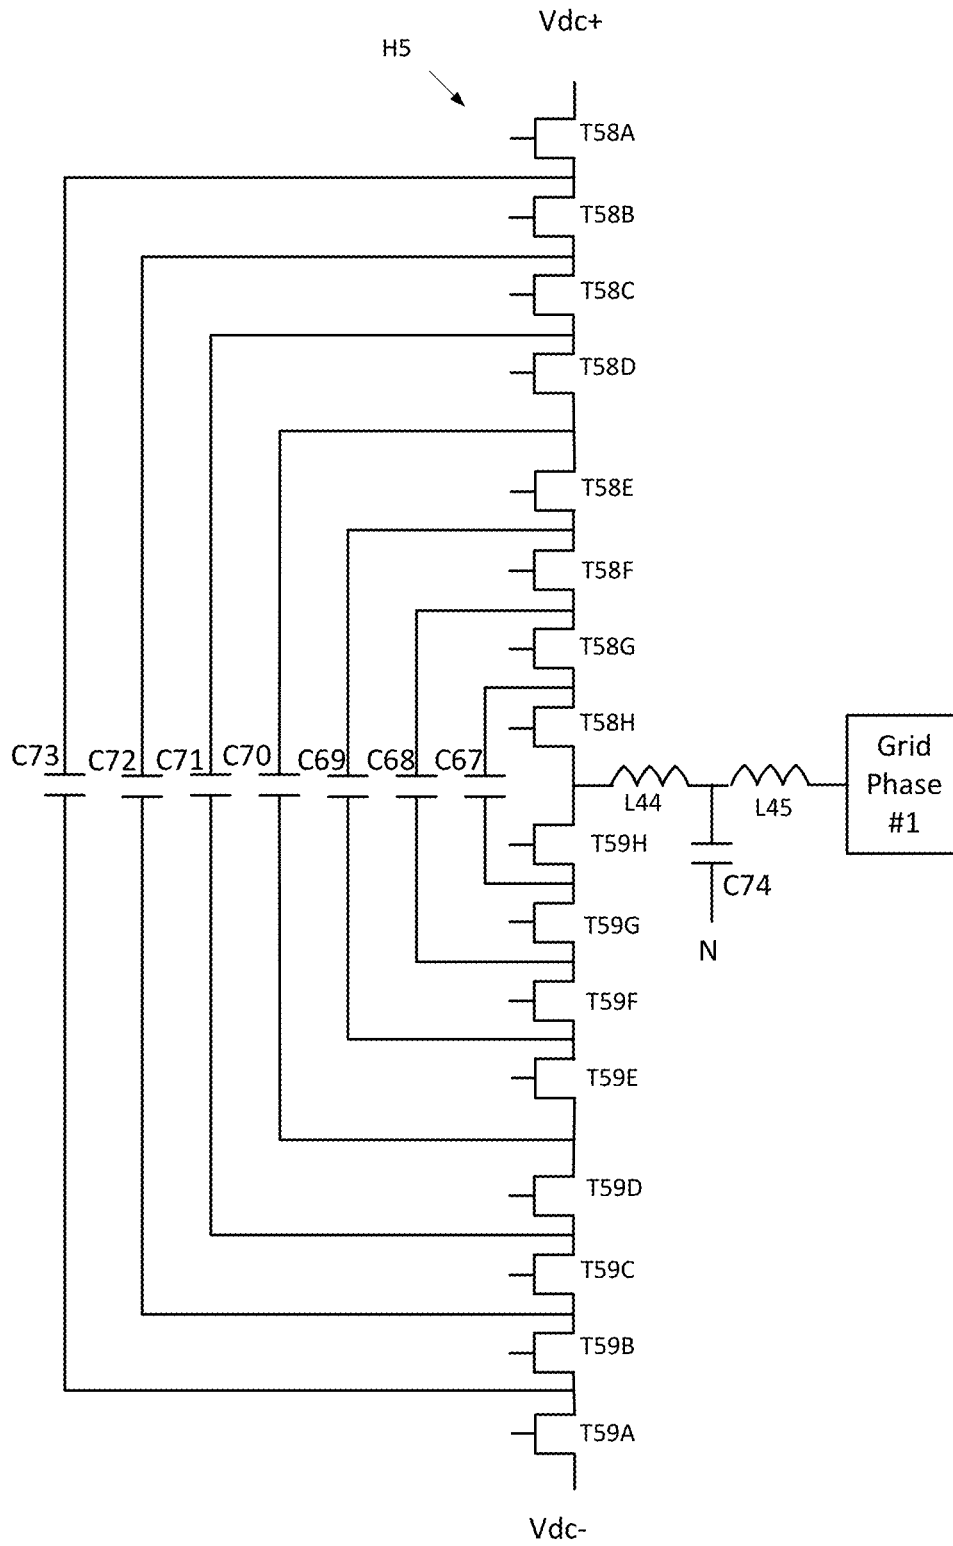 Vdc+
H5
T58A
T58B
T58C
T58D
T58E
T58F
T58G
T58H
C73
C72
C71
C70
C69
C68
C67
L44
L45
Grid
Phase
#1
T59H
C74
T59G
N
T59F
T59E
T59D
T59C
T59B
T59A
Vdc-